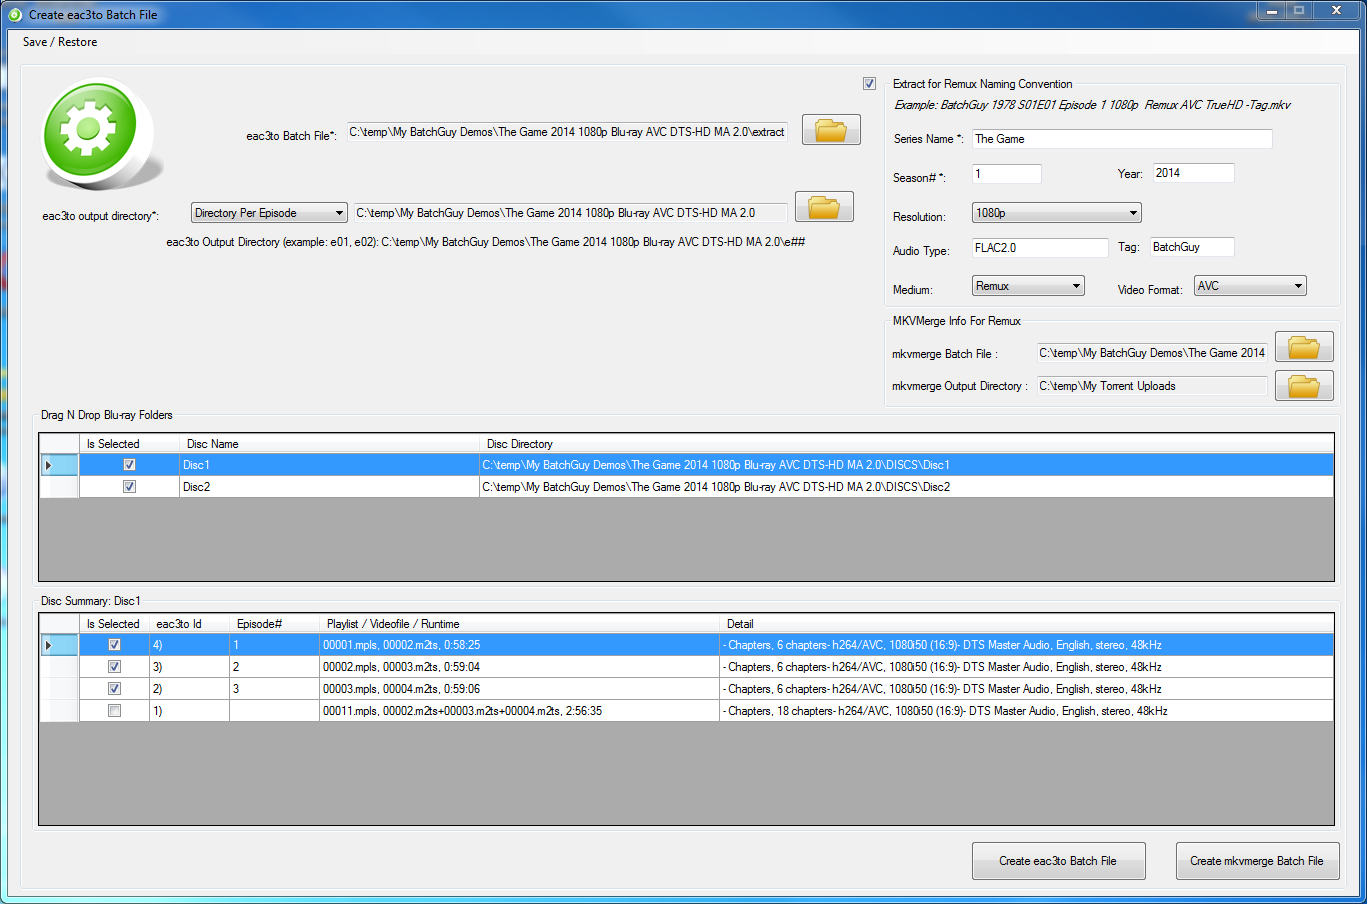 Create eac3to Batch File
Save / Restore
eac3to Batch File*:
C:\temp\My BatchGuy Demos\The Game 2014 1080p Blu-ray AVC DTS-HD MA 2.0\extract
eac3to output directory*:
Directory Per Episode
C:\temp\My BatchGuy Demos\The Game 2014 1080p Blu-ray AVC DTS-HD MA 2.0
eac3to Output Directory (example: e01, e02): C:\temp\My BatchGuy Demos\The Game 2014 1080p Blu-ray AVC DTS-HD MA 2.0\e##
Extract for Remux Naming Convention
Example: BatchGuy 1978 S01E01 Episode 1 1080p  Remux AVC TrueHD -Tag.mkv
Series Name *: The Game
Season# *: 1 Year: 2014
Resolution: 1080p
Audio Type: FLAC2.0 Tag: BatchGuy
Medium: Remux Video Format: AVC
MKVMerge Info For Remux
mkvmerge Batch File : C:\temp\My BatchGuy Demos\The Game 2014
mkvmerge Output Directory : C:\temp\My Torrent Uploads
Drag N Drop Blu-ray Folders
Is Selected Disc Name Disc Directory
Disc1 C:\temp\My BatchGuy Demos\The Game 2014 1080p Blu-ray AVC DTS-HD MA 2.0\DISCS\Disc1
Disc2 C:\temp\My BatchGuy Demos\The Game 2014 1080p Blu-ray AVC DTS-HD MA 2.0\DISCS\Disc2
Disc Summary: Disc1
Is Selected eac3to Id Episode# Playlist / Videofile / Runtime Detail
4) 1 00001.mpls, 00002.m2ts, 0:58:25 - Chapters, 6 chapters- h264/AVC, 1080i50 (16:9)- DTS Master Audio, English, stereo, 48kHz
3) 2 00002.mpls, 00003.m2ts, 0:59:04 - Chapters, 6 chapters- h264/AVC, 1080i50 (16:9)- DTS Master Audio, English, stereo, 48kHz
2) 3 00003.mpls, 00004.m2ts, 0:59:06 - Chapters, 6 chapters- h264/AVC, 1080i50 (16:9)- DTS Master Audio, English, stereo, 48kHz
1) 00011.mpls, 00002.m2ts+00003.m2ts+00004.m2ts, 2:56:35 - Chapters, 18 chapters- h264/AVC, 1080i50 (16:9)- DTS Master Audio, English, stereo, 48kHz
Create eac3to Batch File Create mkvmerge Batch File